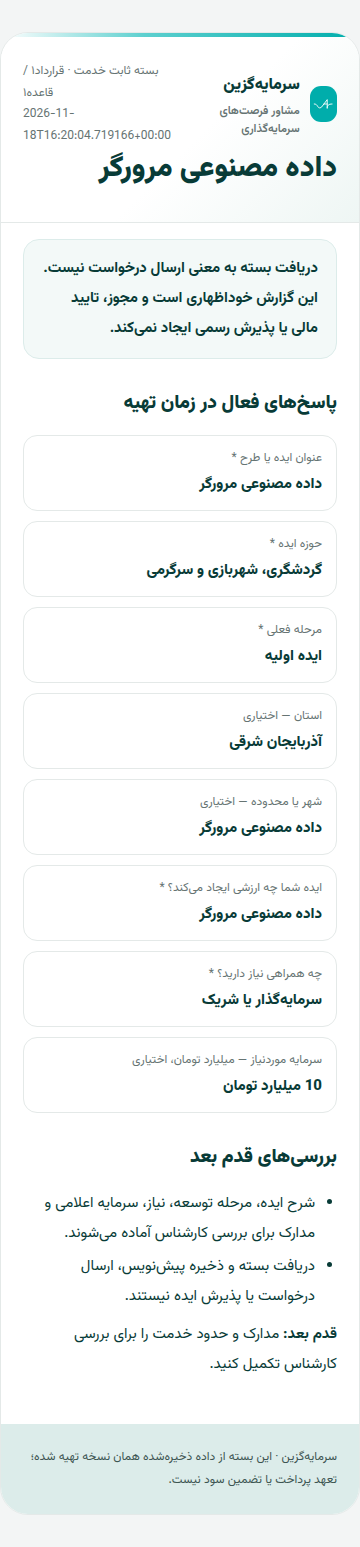 سرمایه‌گزین
مشاور فرصت‌های
سرمایه‌گذاری
بسته ثابت خدمت · قرارداد۱ /
قاعده۱
2026-11-
18T16:20:04.719166+00:00
داده مصنوعی مرورگر
دریافت بسته به معنی ارسال درخواست نیست.
این گزارش خوداظهاری است و مجوز، تایید
مالی یا پذیرش رسمی ایجاد نمی‌کند.
پاسخ‌های فعال در زمان تهیه
عنوان ایده یا طرح *
داده مصنوعی مرورگر
حوزه ایده *
گردشگری، شهربازی و سرگرمی
مرحله فعلی *
ایده اولیه
استان — اختیاری
آذربایجان شرقی
شهر یا محدوده — اختیاری
داده مصنوعی مرورگر
ایده شما چه ارزشی ایجاد می‌کند؟ *
داده مصنوعی مرورگر
چه همراهی نیاز دارید؟ *
سرمایه‌گذار یا شریک
سرمایه موردنیاز — میلیارد تومان، اختیاری
10 میلیارد تومان
بررسی‌های قدم بعد
• شرح ایده، مرحله توسعه، نیاز، سرمایه اعلامی و
مدارک برای بررسی کارشناس آماده می‌شوند.
• دریافت بسته و ذخیره پیش‌نویس، ارسال
درخواست یا پذیرش ایده نیستند.
قدم بعد: مدارک و حدود خدمت را برای بررسی
کارشناس تکمیل کنید.
سرمایه‌گزین · این بسته از داده ذخیره‌شده همان نسخه تهیه شده؛
تعهد پرداخت یا تضمین سود نیست.